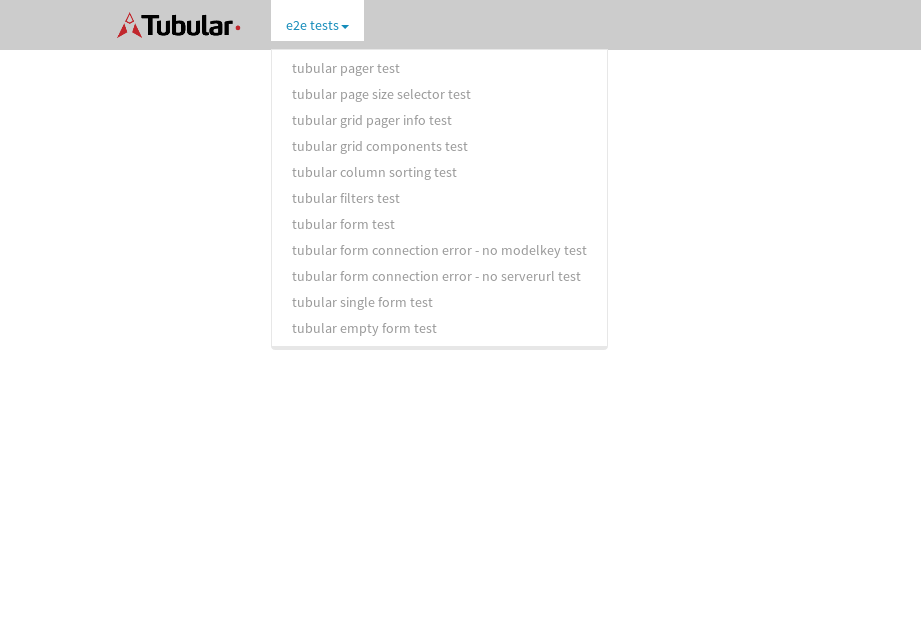 Tubular
e2e tests
tubular pager test
tubular page size selector test
tubular grid pager info test
tubular grid components test
tubular column sorting test
tubular filters test
tubular form test
tubular form connection error - no modelkey test
tubular form connection error - no serverurl test
tubular single form test
tubular empty form test